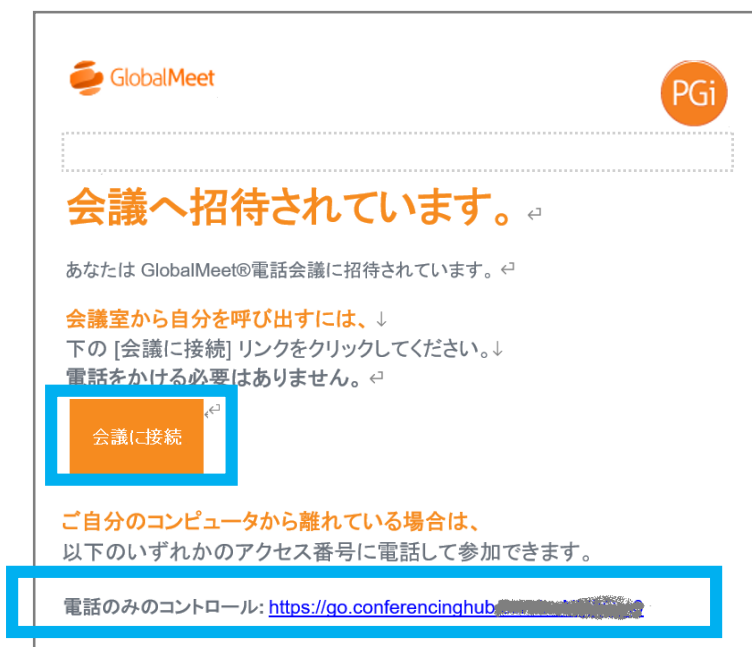 GlobalMeet
PGi
会議へ招待されています。
あなたは GlobalMeet®電話会議に招待されています。
会議室から自分を呼び出すには、
下の [会議に接続] リンクをクリックしてください。
電話をかける必要はありません。
会議に接続
ご自分のコンピュータから離れている場合は、
以下のいずれかのアクセス番号に電話して参加できます。
電話のみのコントロール: https://go.conferencinghub